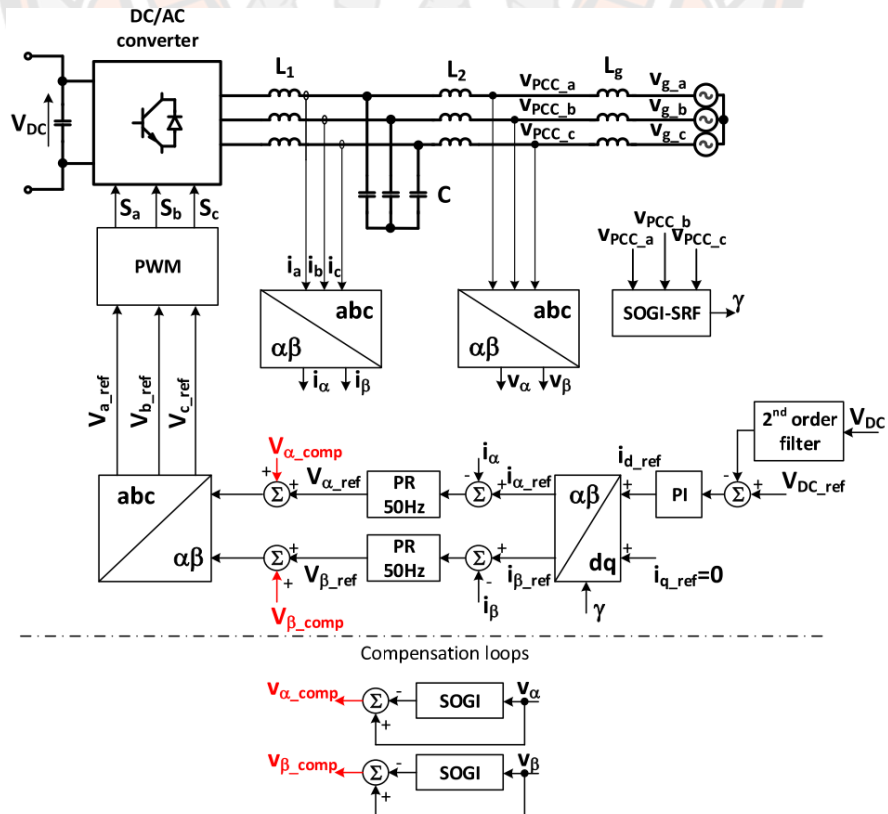 DC/AC
converter
L1
L2
Lg
vPCC_a
vg_a
vPCC_b
vg_b
vPCC_c
vg_c
VDC
C
Sa Sb Sc
PWM
ia ib ic
abc
αβ
iα iβ
abc
αβ
vα vβ
vPCC_b
vPCC_a
vPCC_c
SOGI-SRF
γ
Va_ref
Vb_ref
Vc_ref
2nd order
filter
VDC
Vα_comp
+
+
Vα_ref
Σ
PR
50Hz
iα
-
+
iα_ref
Σ
id_ref
+
αβ
dq
PI
-
+
Σ
VDC_ref
abc
αβ
Σ
+
+
Vβ_ref
Vβ_comp
PR
50Hz
Σ
+
-
iβ_ref
iβ
+
iq_ref=0
γ
Compensation loops
vα_comp
Σ
-
+
SOGI
vα
vβ_comp
Σ
-
+
SOGI
vβ